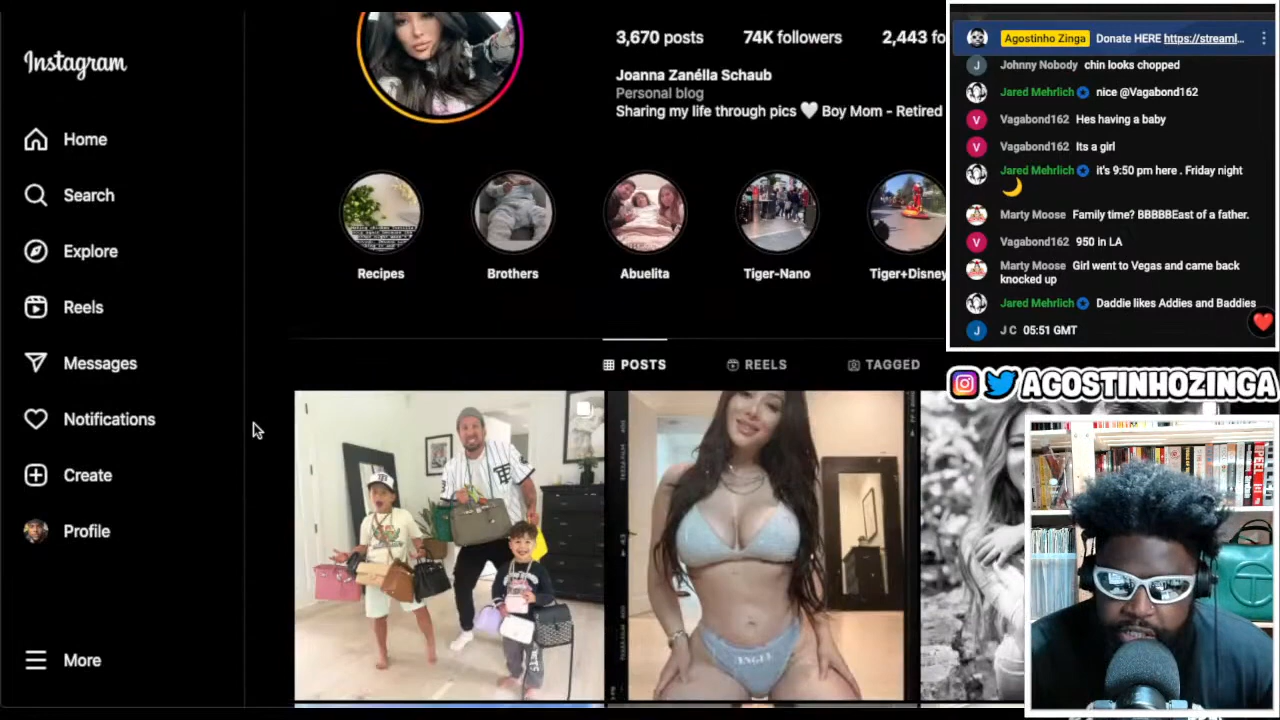 Instagram
Home
Search
Explore
Reels
Messages
Notifications
Create
Profile
More
3,670 posts 74K followers 2,443 fo
Joanna Zanélla Schaub
Personal blog
Sharing my life through pics 🤍 Boy Mom - Retired
Recipes Brothers Abuelita Tiger-Nano Tiger+Disney
POSTS REELS TAGGED
Agostinho Zinga Donate HERE https://streaml...
Johnny Nobody chin looks chopped
Jared Mehrlich nice @Vagabond162
Vagabond162 Hes having a baby
Vagabond162 Its a girl
Jared Mehrlich it's 9:50 pm here . Friday night
🌙
Marty Moose Family time? BBBBBEast of a father.
Vagabond162 950 in LA
Marty Moose Girl went to Vegas and came back
knocked up
Jared Mehrlich Daddie likes Addies and Baddies
J C 05:51 GMT
AGOSTINHOZINGA